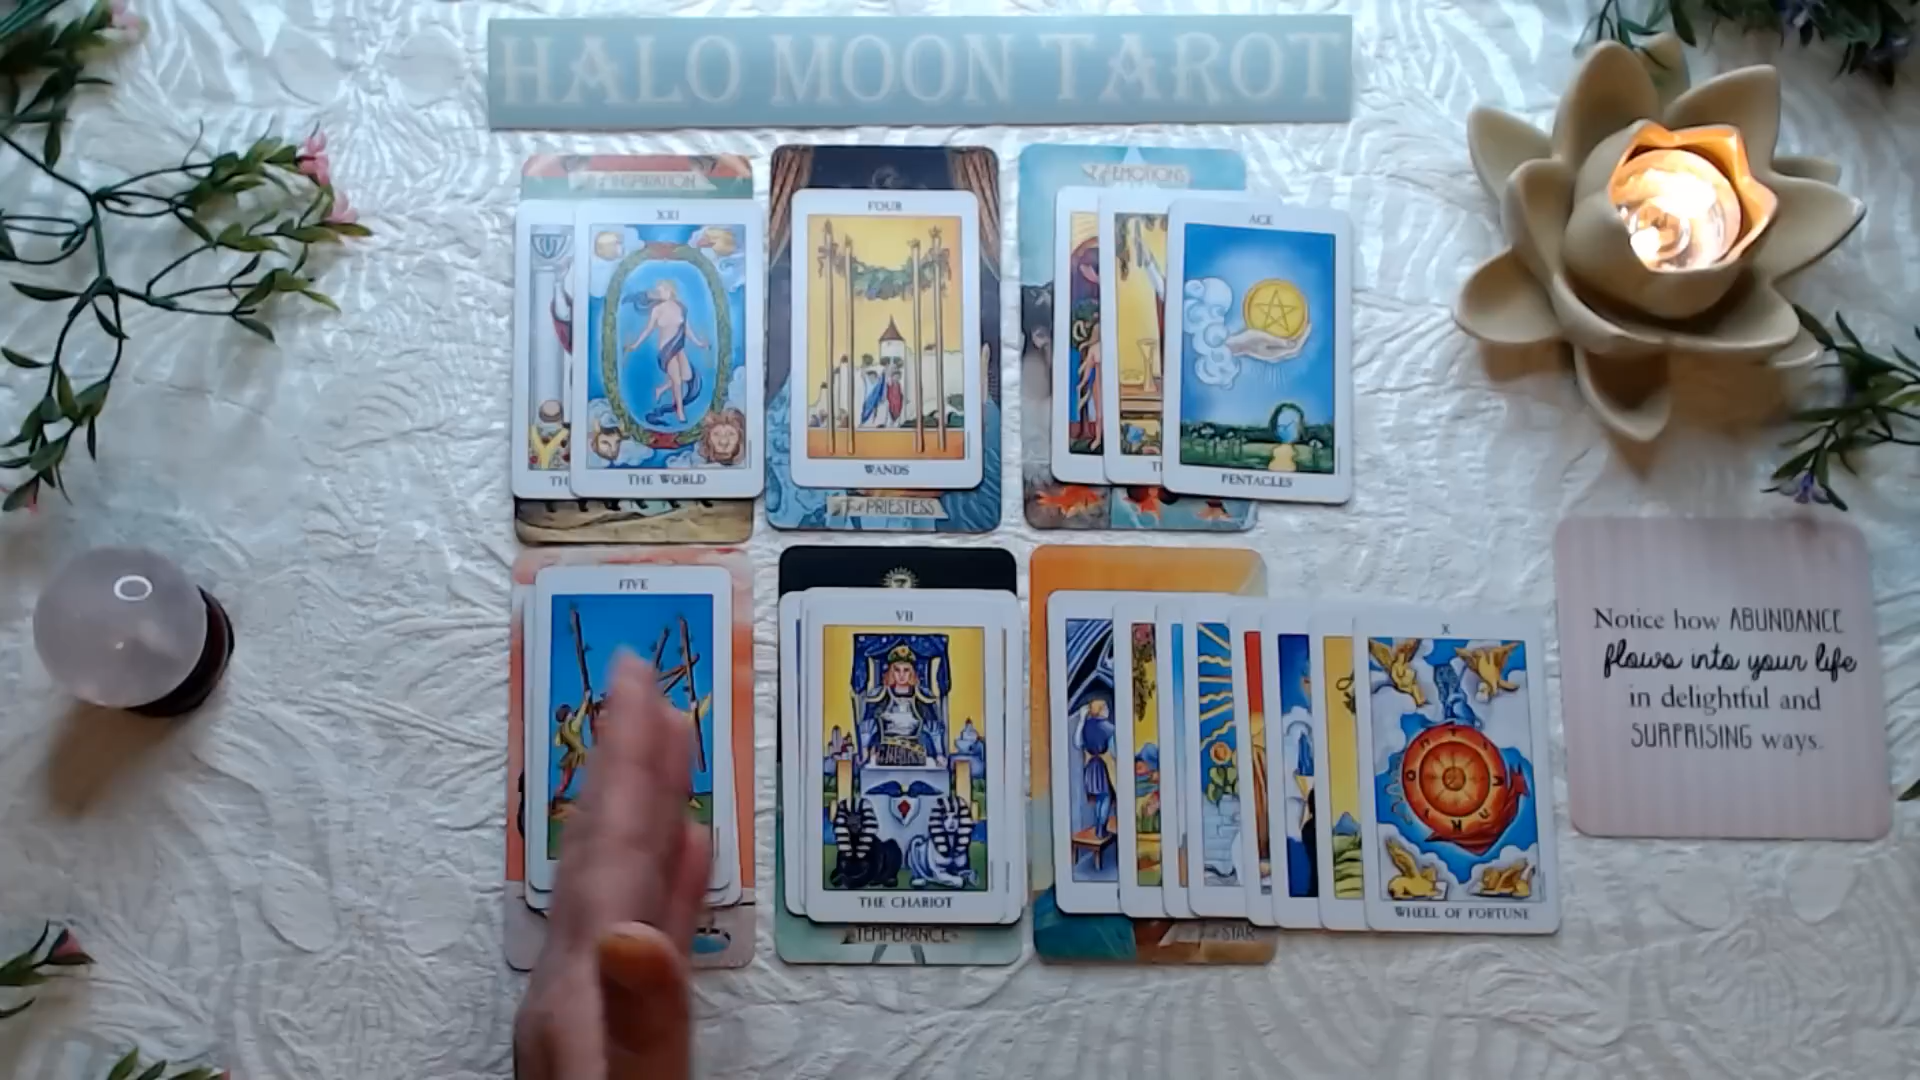 HALO MOON TAROT
INSPIRATION
XXI
THE WORLD
FOUR
WANDS
The PRIESTESS
EMOTIONS
ACE
PENTACLES
FIVE
VII
THE CHARIOT
TEMPERANCE
X
WHEEL OF FORTUNE
STAR
Notice how ABUNDANCE
flows into your life
in delightful and
SURPRISING ways.